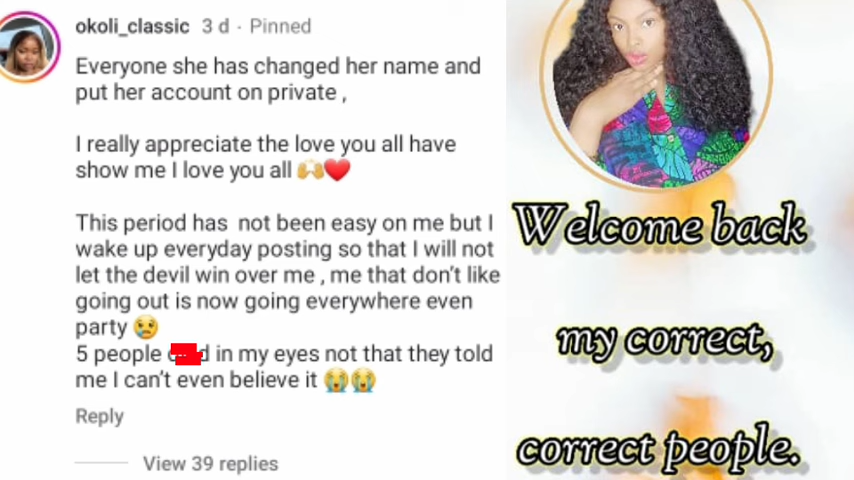 okoli_classic 3 d · Pinned
Everyone she has changed her name and
put her account on private ,
I really appreciate the love you all have
show me I love you all 🙌❤️
This period has not been easy on me but I
wake up everyday posting so that I will not
let the devil win over me , me that don't like
going out is now going everywhere even
party 😢
5 people in my eyes not that they told
me I can't even believe it 😭😭
Reply
View 39 replies
Welcome back
my correct,
correct people.